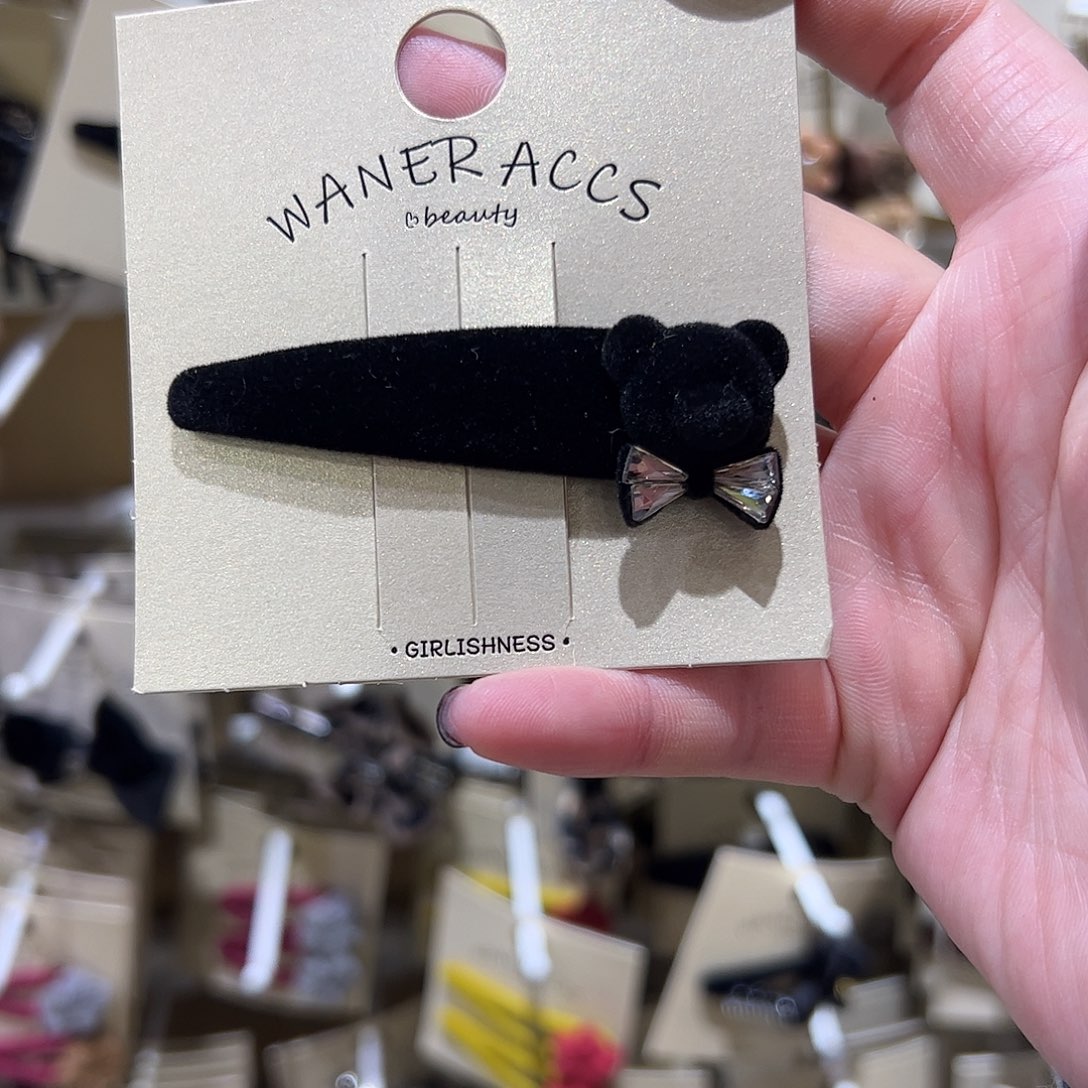 WANER ACCS
beauty
• GIRLISHNESS •